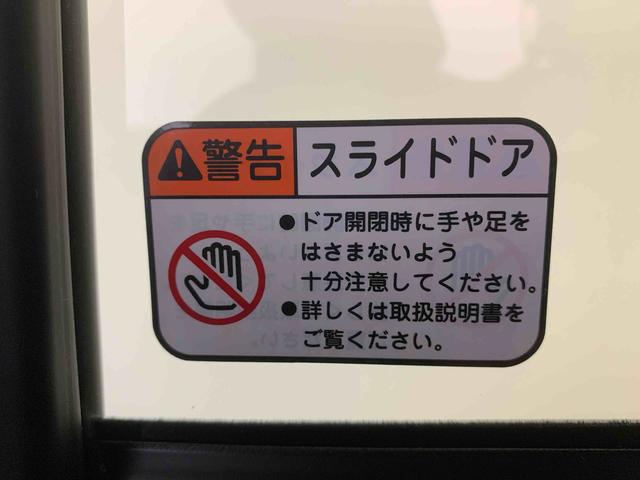 警告 スライドドア
●ドア開閉時に手や足を
はさまないよう
十分注意してください。
●詳しくは取扱説明書を
ご覧ください。